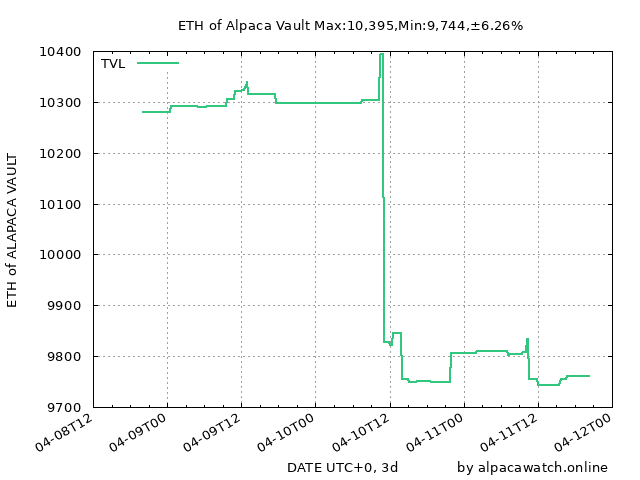 ETH of Alpaca Vault Max:10,395,Min:9,744,±6.26%
TVL
ETH of ALAPACA VAULT
10400
10300
10200
10100
10000
9900
9800
9700
04-08T12
04-09T00
04-09T12
04-10T00
04-10T12
04-11T00
04-11T12
04-12T00
DATE UTC+0, 3d
by alpacawatch.online